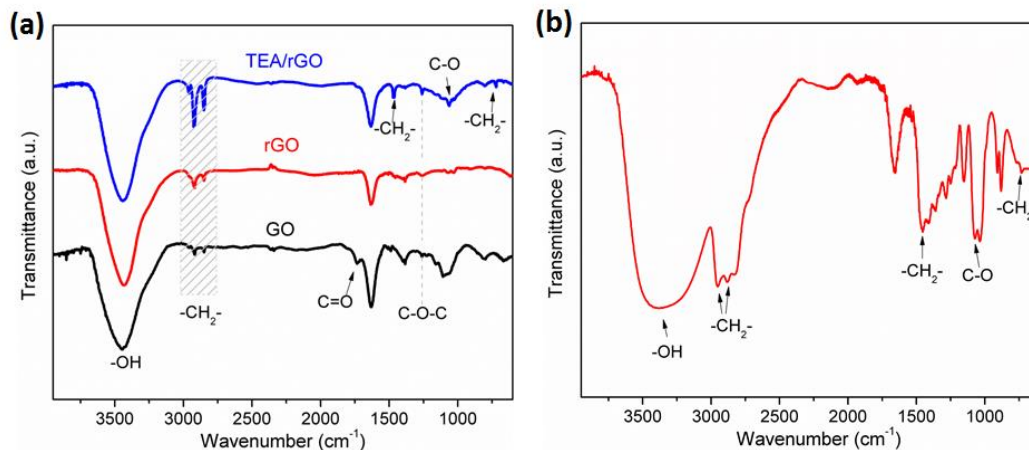 (a)
TEA/rGO
C-O
-CH₂-
-CH₂-
rGO
GO
C=O
-CH₂-
C-O-C
-OH
Transmittance (a.u.)
3500 3000 2500 2000 1500 1000
Wavenumber (cm⁻¹)
(b)
-CH₂
-CH₂-
C-O
-CH₂-
-OH
Transmittance (a.u.)
3500 3000 2500 2000 1500 1000
Wavenumber (cm⁻¹)